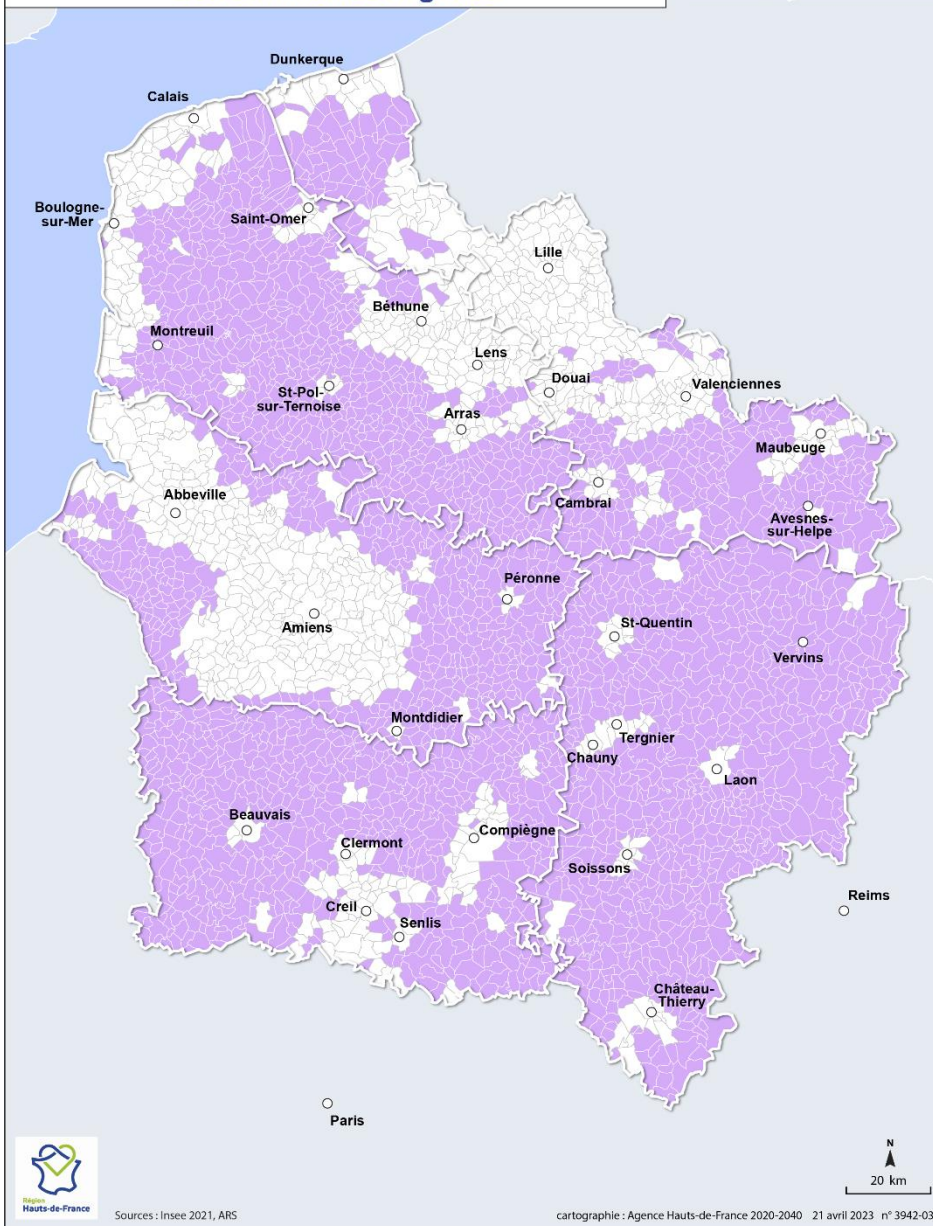 Dunkerque
Calais
Boulogne-
sur-Mer
Saint-Omer
Lille
Béthune
Montreuil
Lens
St-Pol-
sur-Ternoise
Douai
Valenciennes
Arras
Maubeuge
Cambrai
Abbeville
Avesnes-
sur-Helpe
Péronne
Amiens
St-Quentin
Vervins
Montdidier
Tergnier
Chauny
Laon
Beauvais
Clermont
Compiègne
Soissons
Creil
Senlis
Reims
Château-
Thierry
Paris
N
20 km
Région
Hauts-de-France
Sources : Insee 2021, ARS
cartographie : Agence Hauts-de-France 2020-2040 21 avril 2023 n° 3942-03